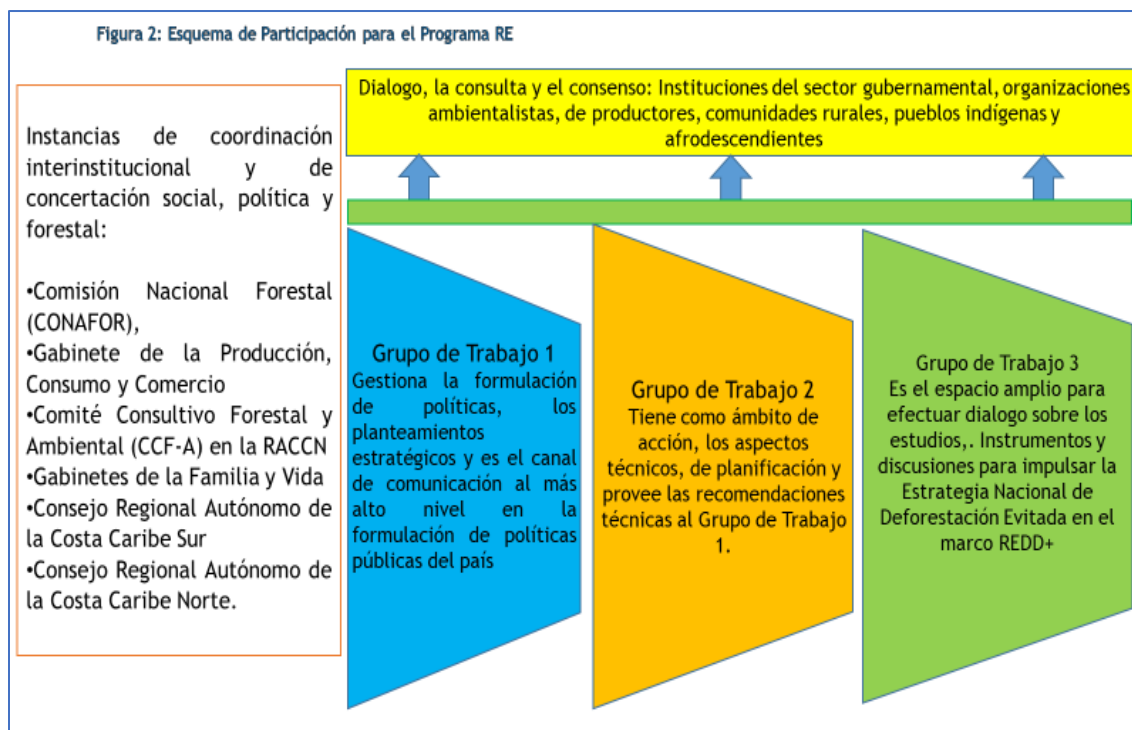 Figura 2: Esquema de Participación para el Programa RE
Instancias de coordinación
interinstitucional y de
concertación social, política y
forestal:
•Comisión Nacional Forestal
(CONAFOR),
•Gabinete de la Producción,
Consumo y Comercio
•Comité Consultivo Forestal y
Ambiental (CCF-A) en la RACCN
•Gabinetes de la Familia y Vida
•Consejo Regional Autónomo de
la Costa Caribe Sur
•Consejo Regional Autónomo de
la Costa Caribe Norte.
Dialogo, la consulta y el consenso: Instituciones del sector gubernamental, organizaciones
ambientalistas, de productores, comunidades rurales, pueblos indígenas y
afrodescendientes
Grupo de Trabajo 1
Gestiona la formulación
de políticas, los
planteamientos
estratégicos y es el canal
de comunicación al más
alto nivel en la
formulación de políticas
públicas del país
Grupo de Trabajo 2
Tiene como ámbito de
acción, los aspectos
técnicos, de planificación y
provee las recomendaciones
técnicas al Grupo de Trabajo
1.
Grupo de Trabajo 3
Es el espacio amplio para
efectuar dialogo sobre los
estudios,. Instrumentos y
discusiones para impulsar la
Estrategia Nacional de
Deforestación Evitada en el
marco REDD+